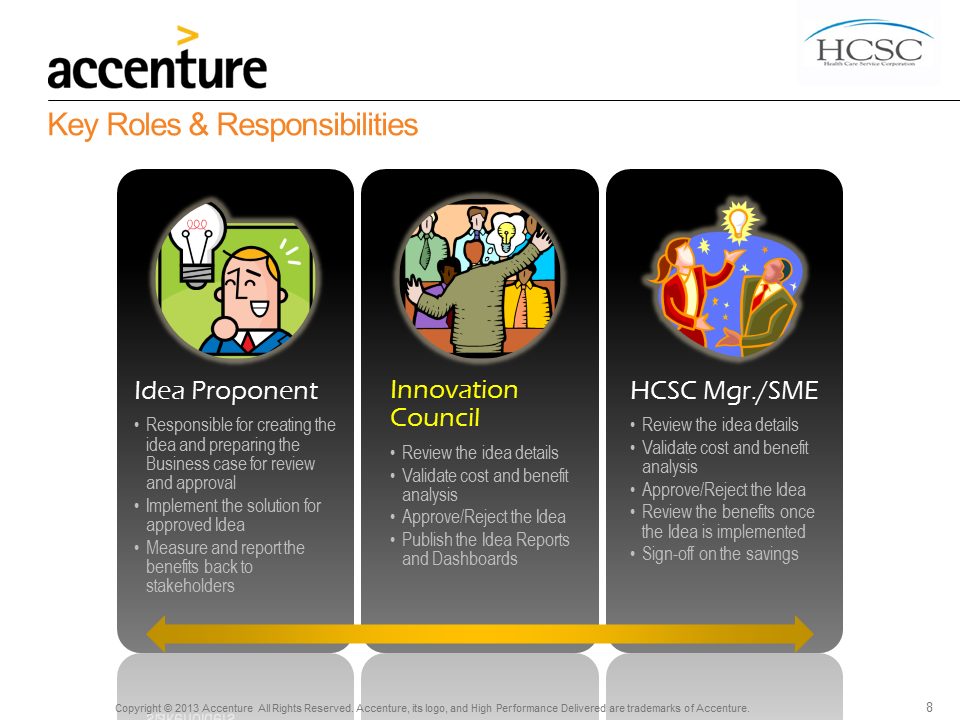 accenture
HCSC
Health Care Service Corporation
Key Roles & Responsibilities
Idea Proponent
• Responsible for creating the
idea and preparing the
Business case for review
and approval
• Implement the solution for
approved Idea
• Measure and report the
benefits back to
stakeholders
Innovation
Council
• Review the idea details
• Validate cost and benefit
analysis
• Approve/Reject the Idea
• Publish the Idea Reports
and Dashboards
HCSC Mgr./SME
• Review the idea details
• Validate cost and benefit
analysis
• Approve/Reject the Idea
• Review the benefits once
the Idea is implemented
• Sign-off on the savings
Copyright © 2013 Accenture All Rights Reserved. Accenture, its logo, and High Performance Delivered are trademarks of Accenture.
8